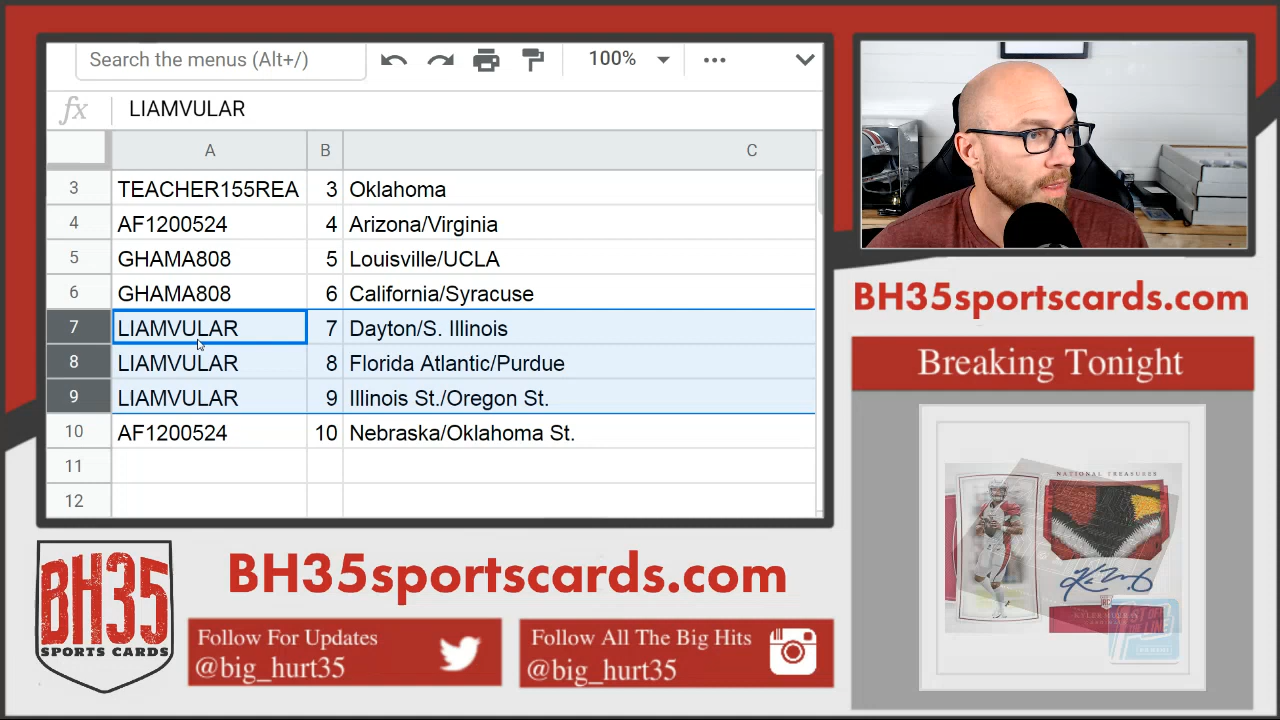 Search the menus (Alt+/)
100%
fx LIAMVULAR
A B C
3 TEACHER155REA 3 Oklahoma
4 AF1200524 4 Arizona/Virginia
5 GHAMA808 5 Louisville/UCLA
6 GHAMA808 6 California/Syracuse
7 LIAMVULAR 7 Dayton/S. Illinois
8 LIAMVULAR 8 Florida Atlantic/Purdue
9 LIAMVULAR 9 Illinois St./Oregon St.
10 AF1200524 10 Nebraska/Oklahoma St.
11
12
BH35sportscards.com
Breaking Tonight
NATIONAL TREASURES
BH35
SPORTS CARDS
BH35sportscards.com
Follow For Updates
@big_hurt35
Follow All The Big Hits
@big_hurt35